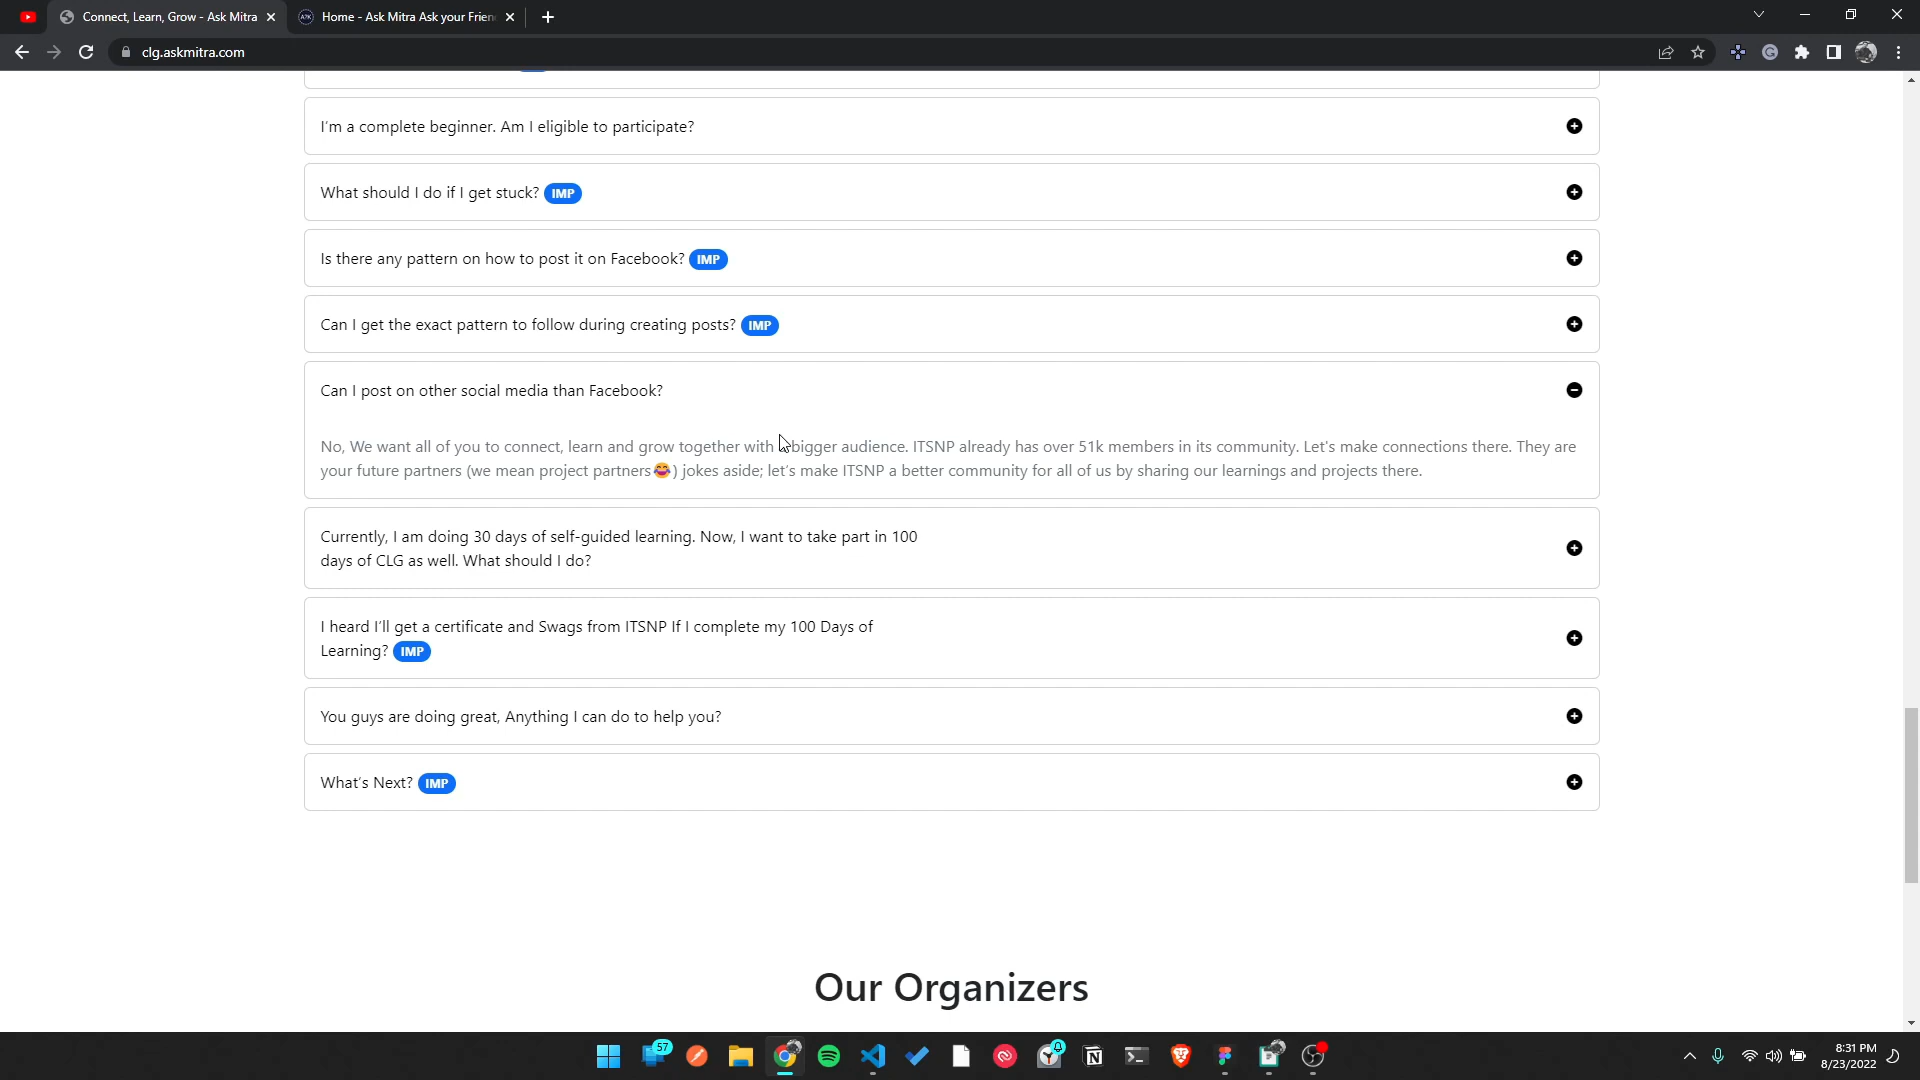 Connect, Learn, Grow - Ask Mitra
Home - Ask Mitra Ask your Frien
clg.askmitra.com
I'm a complete beginner. Am I eligible to participate?
What should I do if I get stuck? IMP
Is there any pattern on how to post it on Facebook? IMP
Can I get the exact pattern to follow during creating posts? IMP
Can I post on other social media than Facebook?
No, We want all of you to connect, learn and grow together with bigger audience. ITSNP already has over 51k members in its community. Let's make connections there. They are
your future partners (we mean project partners😂) jokes aside; let's make ITSNP a better community for all of us by sharing our learnings and projects there.
Currently, I am doing 30 days of self-guided learning. Now, I want to take part in 100
days of CLG as well. What should I do?
I heard I'll get a certificate and Swags from ITSNP If I complete my 100 Days of
Learning? IMP
You guys are doing great, Anything I can do to help you?
What's Next? IMP
Our Organizers
57
8:31 PM
8/23/2022